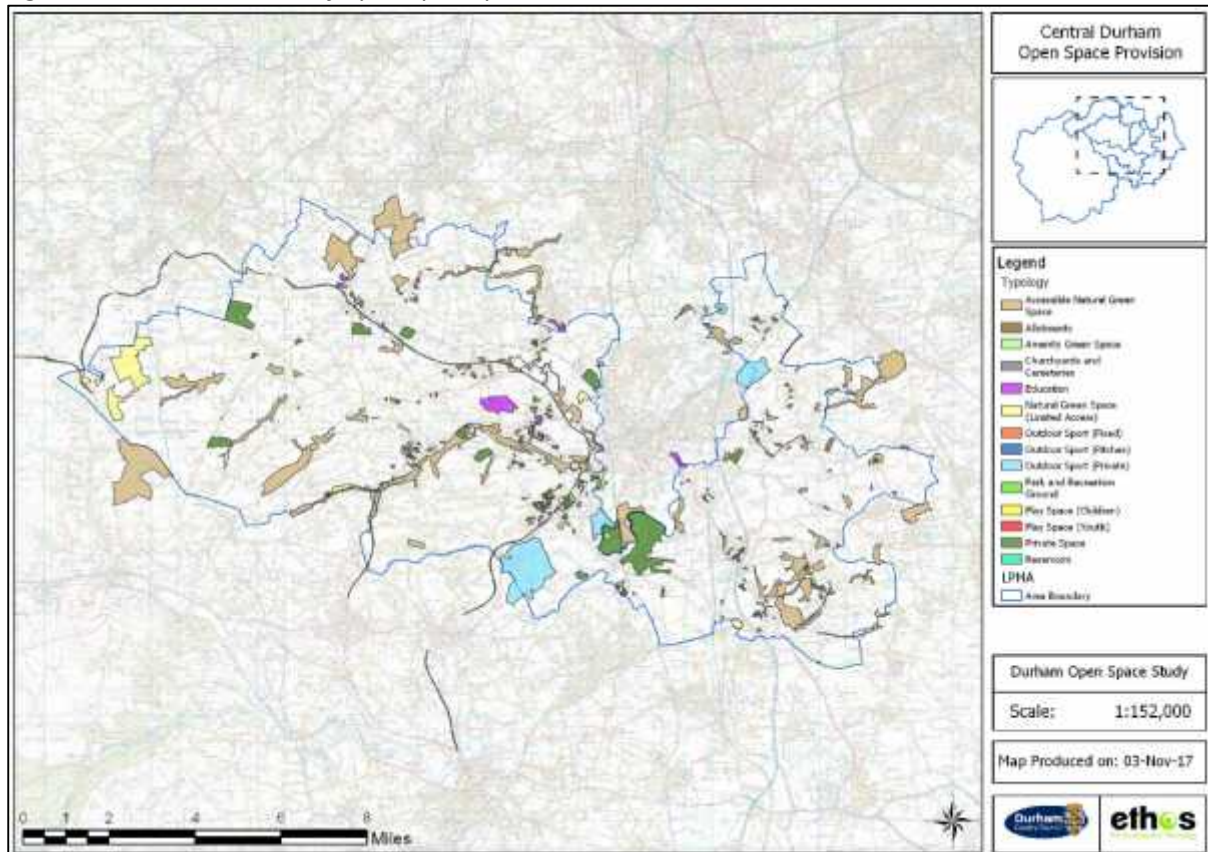 Central Durham
Open Space Provision
Legend
Typology
Accessible Natural Green
Space
Allotments
Amenity Green Space
Churchyards and
Cemeteries
Education
Natural Green Space
(Limited Access)
Outdoor Sport (Fixed)
Outdoor Sport (Pitches)
Outdoor Sport (Private)
Park and Recreation
Ground
Play Space (Children)
Play Space (Youth)
Private Space
LPMA
Area Boundary
Durham Open Space Study
Scale: 1:152,000
Map Produced on: 03-Nov-17
Durham
County Council
ethos
0 1 2 4 6 8
Miles